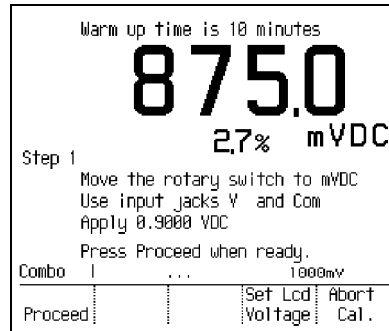 Warm up time is 10 minutes
875.0
2.7% mVDC
Step 1
Move the rotary switch to mVDC
Use input jacks V and Com
Apply 0.9000 VDC
Press Proceed when ready.
Combo | ... 1000mV
Proceed Set Lcd Voltage Abort Cal.